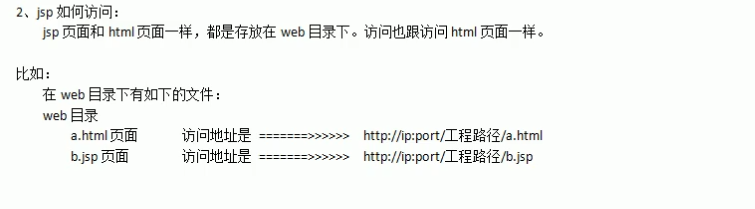 2、jsp 如何访问：
jsp 页面和 html 页面一样，都是存放在 web 目录下。访问也跟访问 html 页面一样。
比如：
在 web 目录下有如下的文件：
web 目录
a.html 页面 访问地址是 =======>>>>>> http://ip:port/工程路径/a.html
b.jsp 页面 访问地址是 =======>>>>>> http://ip:port/工程路径/b.jsp